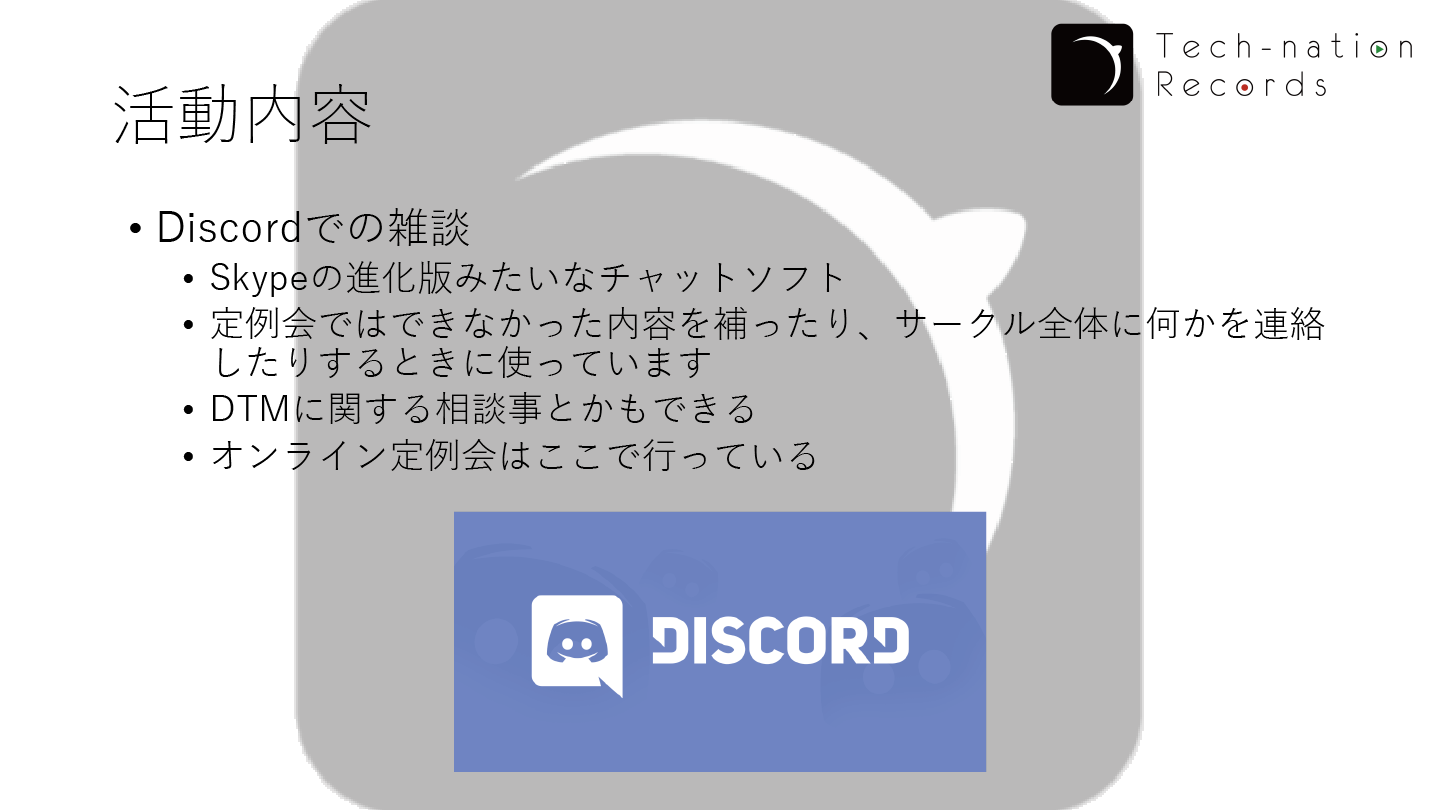 Tech-nation
Records
活動内容
• Discordでの雑談
• Skypeの進化版みたいなチャットソフト
• 定例会ではできなかった内容を補ったり、サークル全体に何かを連絡
したりするときに使っています
• DTMに関する相談事とかもできる
• オンライン定例会はここで行っている
DISCORD